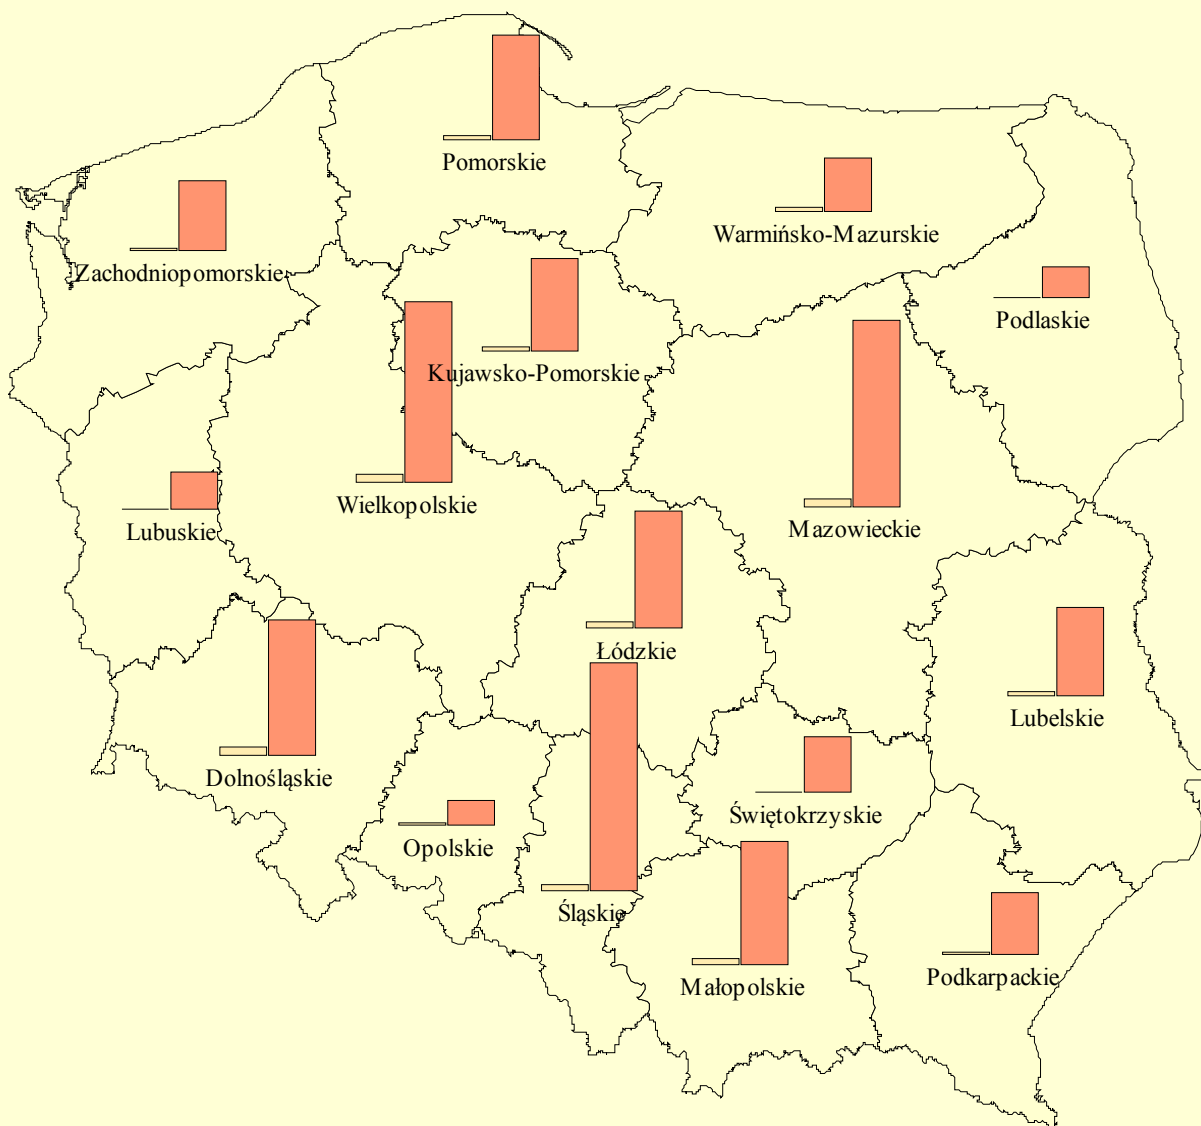 Pomorskie
Warmińsko-Mazurskie
Zachodniopomorskie
Podlaskie
Kujawsko-Pomorskie
Wielkopolskie
Mazowieckie
Lubuskie
Łódzkie
Lubelskie
Dolnośląskie
Świętokrzyskie
Opolskie
Śląskie
Podkarpackie
Małopolskie